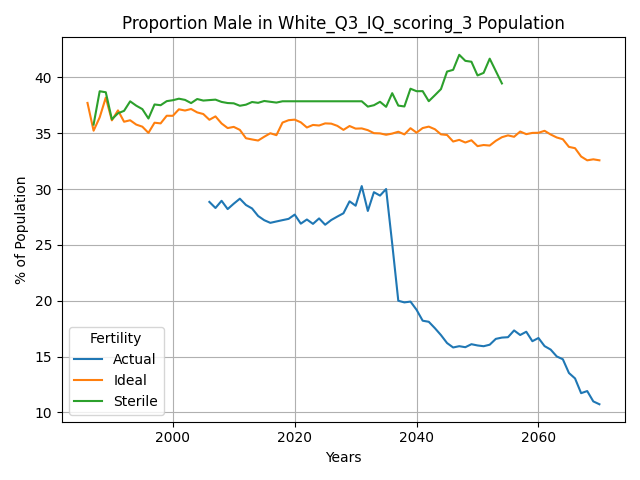 Proportion Male in White_Q3_IQ_scoring_3 Population
% of Population
40
35
30
25
20
15
10
Fertility
Actual
Ideal
Sterile
2000 2020 2040 2060
Years